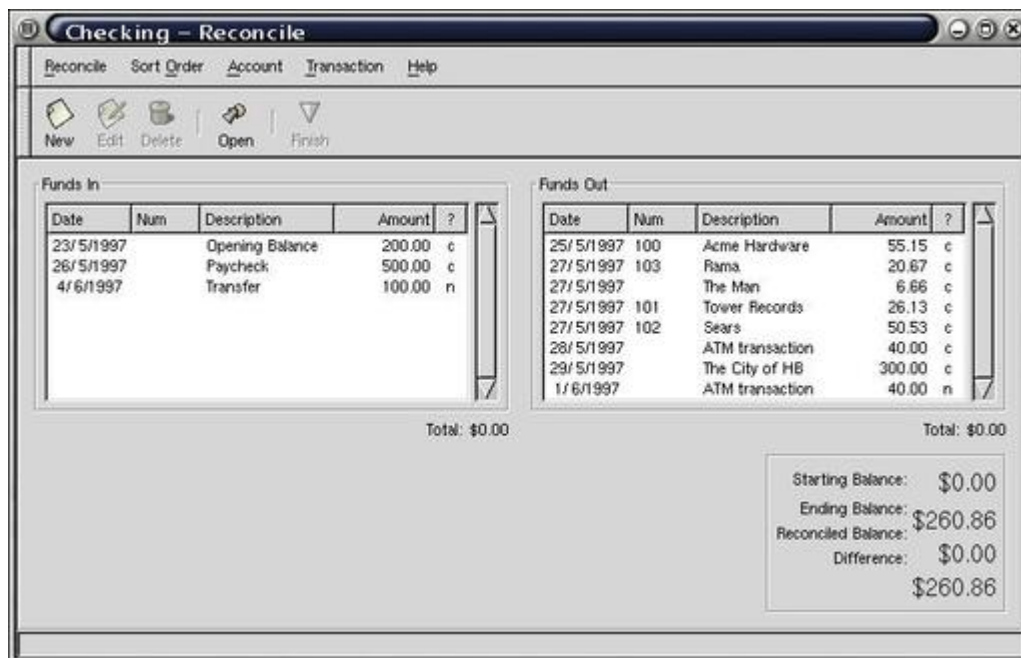 Checking – Reconcile
Reconcile Sort Order Account Transaction Help
New Edit Delete Open Finish
Funds In
Date Num Description Amount ?
23/5/1997 Opening Balance 200.00 c
26/5/1997 Paycheck 500.00 c
4/6/1997 Transfer 100.00 n
Total: $0.00
Funds Out
Date Num Description Amount ?
25/5/1997 100 Acme Hardware 55.15 c
27/5/1997 103 Rama 20.67 c
27/5/1997 The Man 6.66 c
27/5/1997 101 Tower Records 26.13 c
27/5/1997 102 Sears 50.53 c
28/5/1997 ATM transaction 40.00 c
29/5/1997 The City of HB 300.00 c
1/6/1997 ATM transaction 40.00 n
Total: $0.00
Starting Balance: $0.00
Ending Balance: $260.86
Reconciled Balance: $0.00
Difference: $260.86